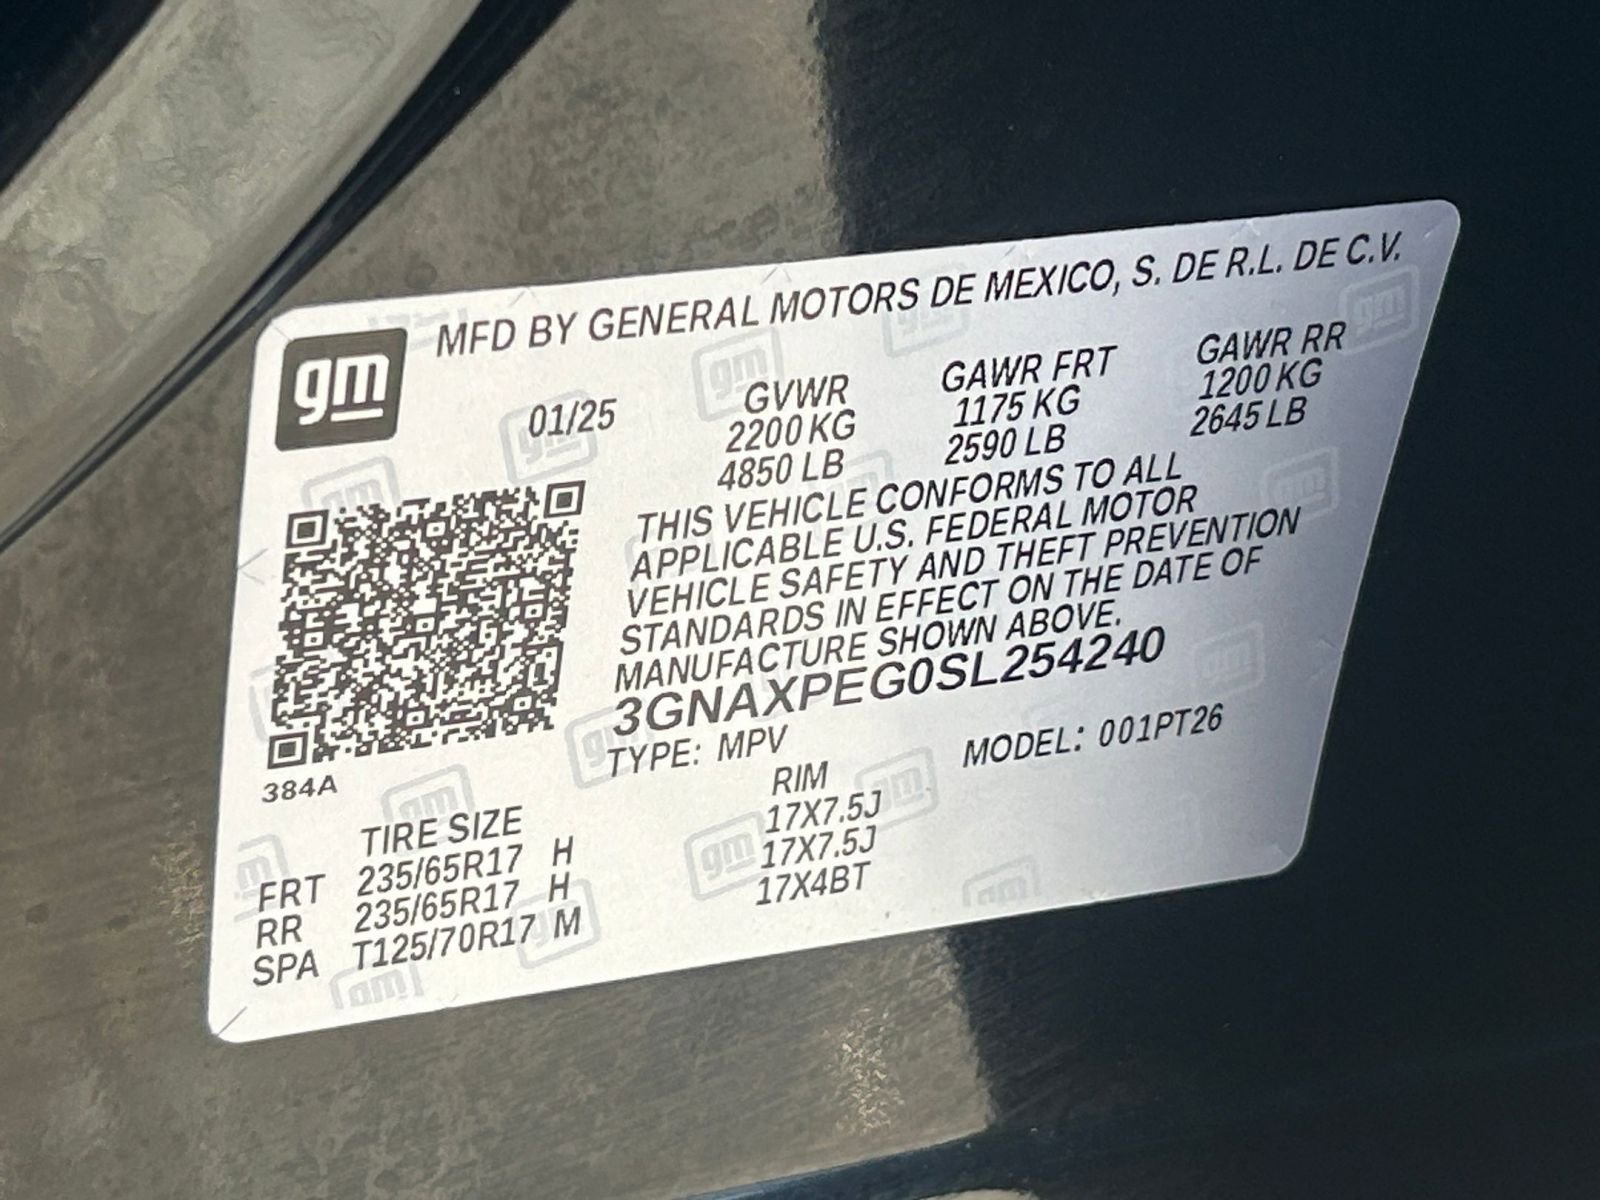 gm
MFD BY GENERAL MOTORS DE MEXICO, S. DE R.L. DE C.V.
01/25
GVWR
2200 KG
4850 LB
GAWR FRT
1175 KG
2590 LB
GAWR RR
1200 KG
2645 LB
THIS VEHICLE CONFORMS TO ALL
APPLICABLE U.S. FEDERAL MOTOR
VEHICLE SAFETY AND THEFT PREVENTION
STANDARDS IN EFFECT ON THE DATE OF
MANUFACTURE SHOWN ABOVE.
3GNAXPEG0SL254240
TYPE: MPV MODEL: 001PT26
384A
TIRE SIZE RIM
FRT 235/65R17 H 17X7.5J
RR 235/65R17 H 17X7.5J
SPA T125/70R17 M 17X4BT